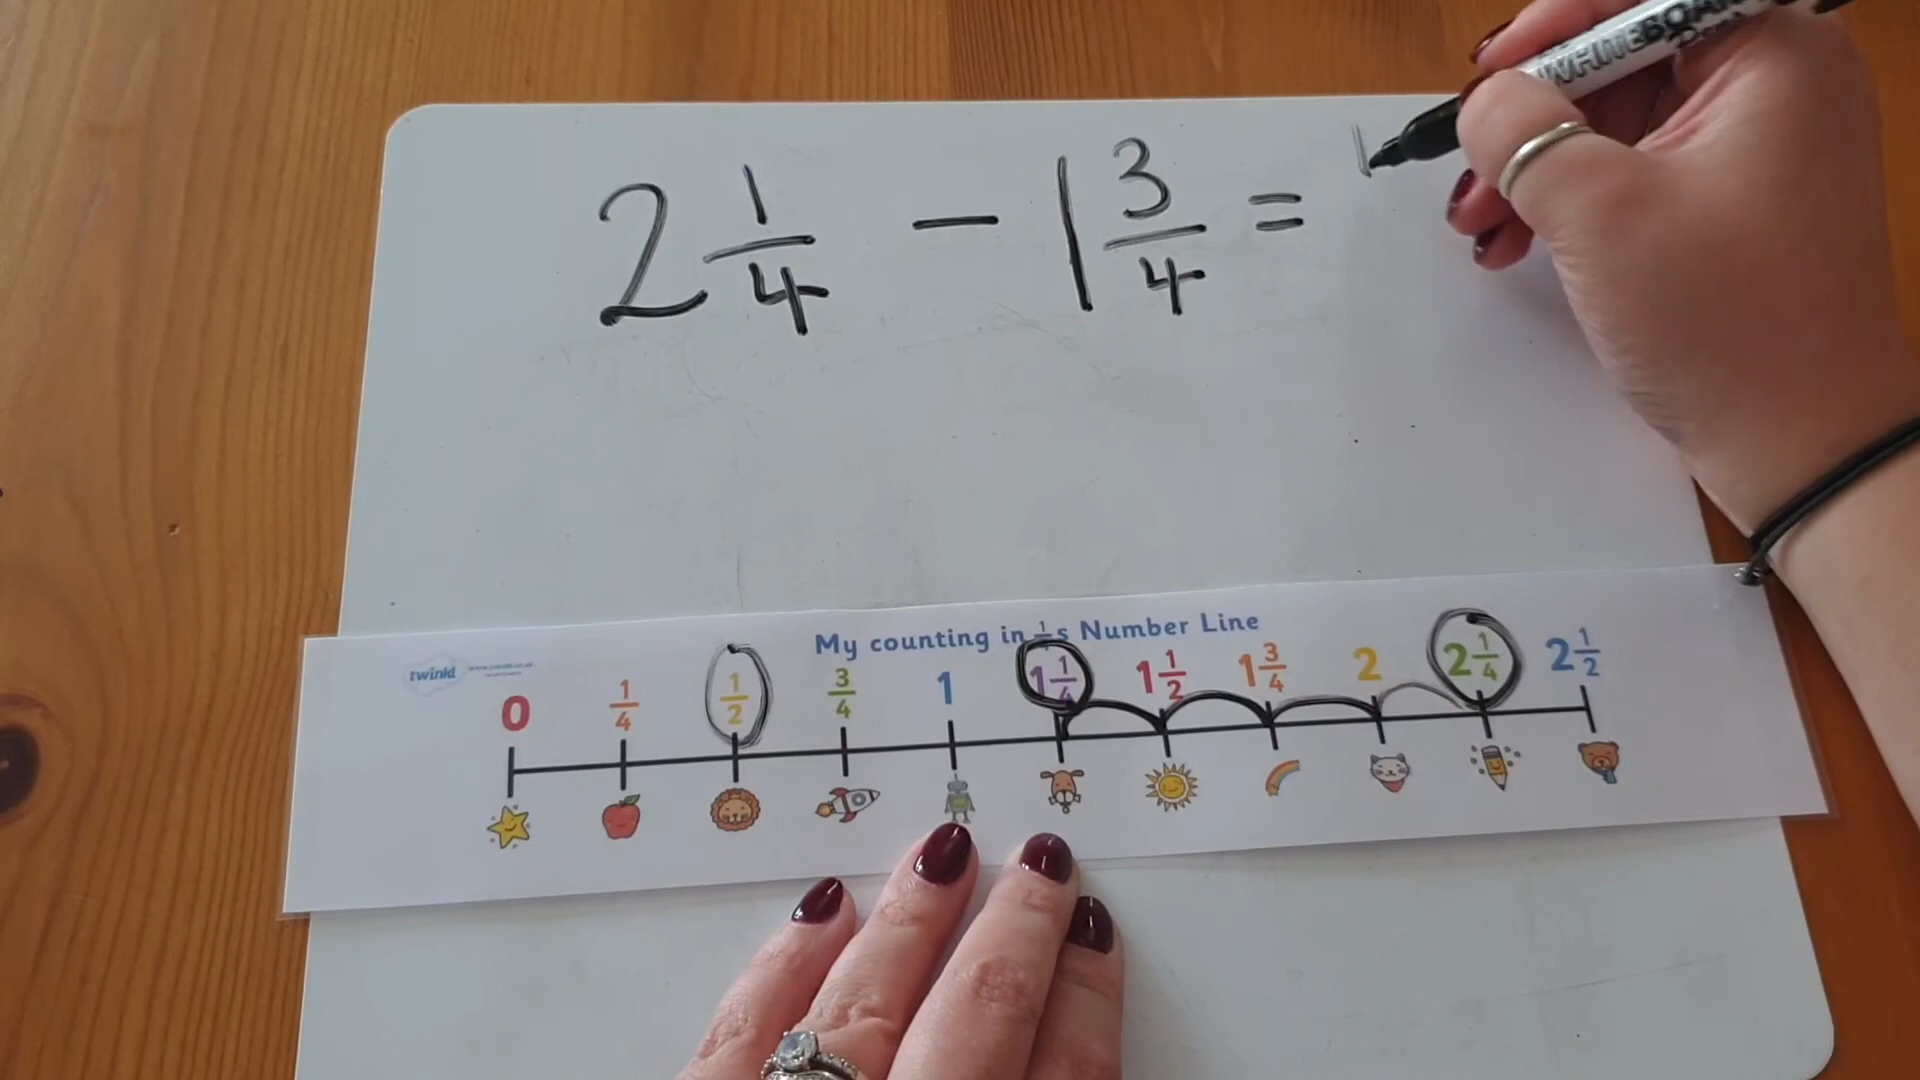 WHITEBOARD
2 1/4 − 1 3/4 = 1
My counting in 1/4s Number Line
twinkl
0 1/4 1/2 3/4 1 1 1/4 1 1/2 1 3/4 2 2 1/4 2 1/2